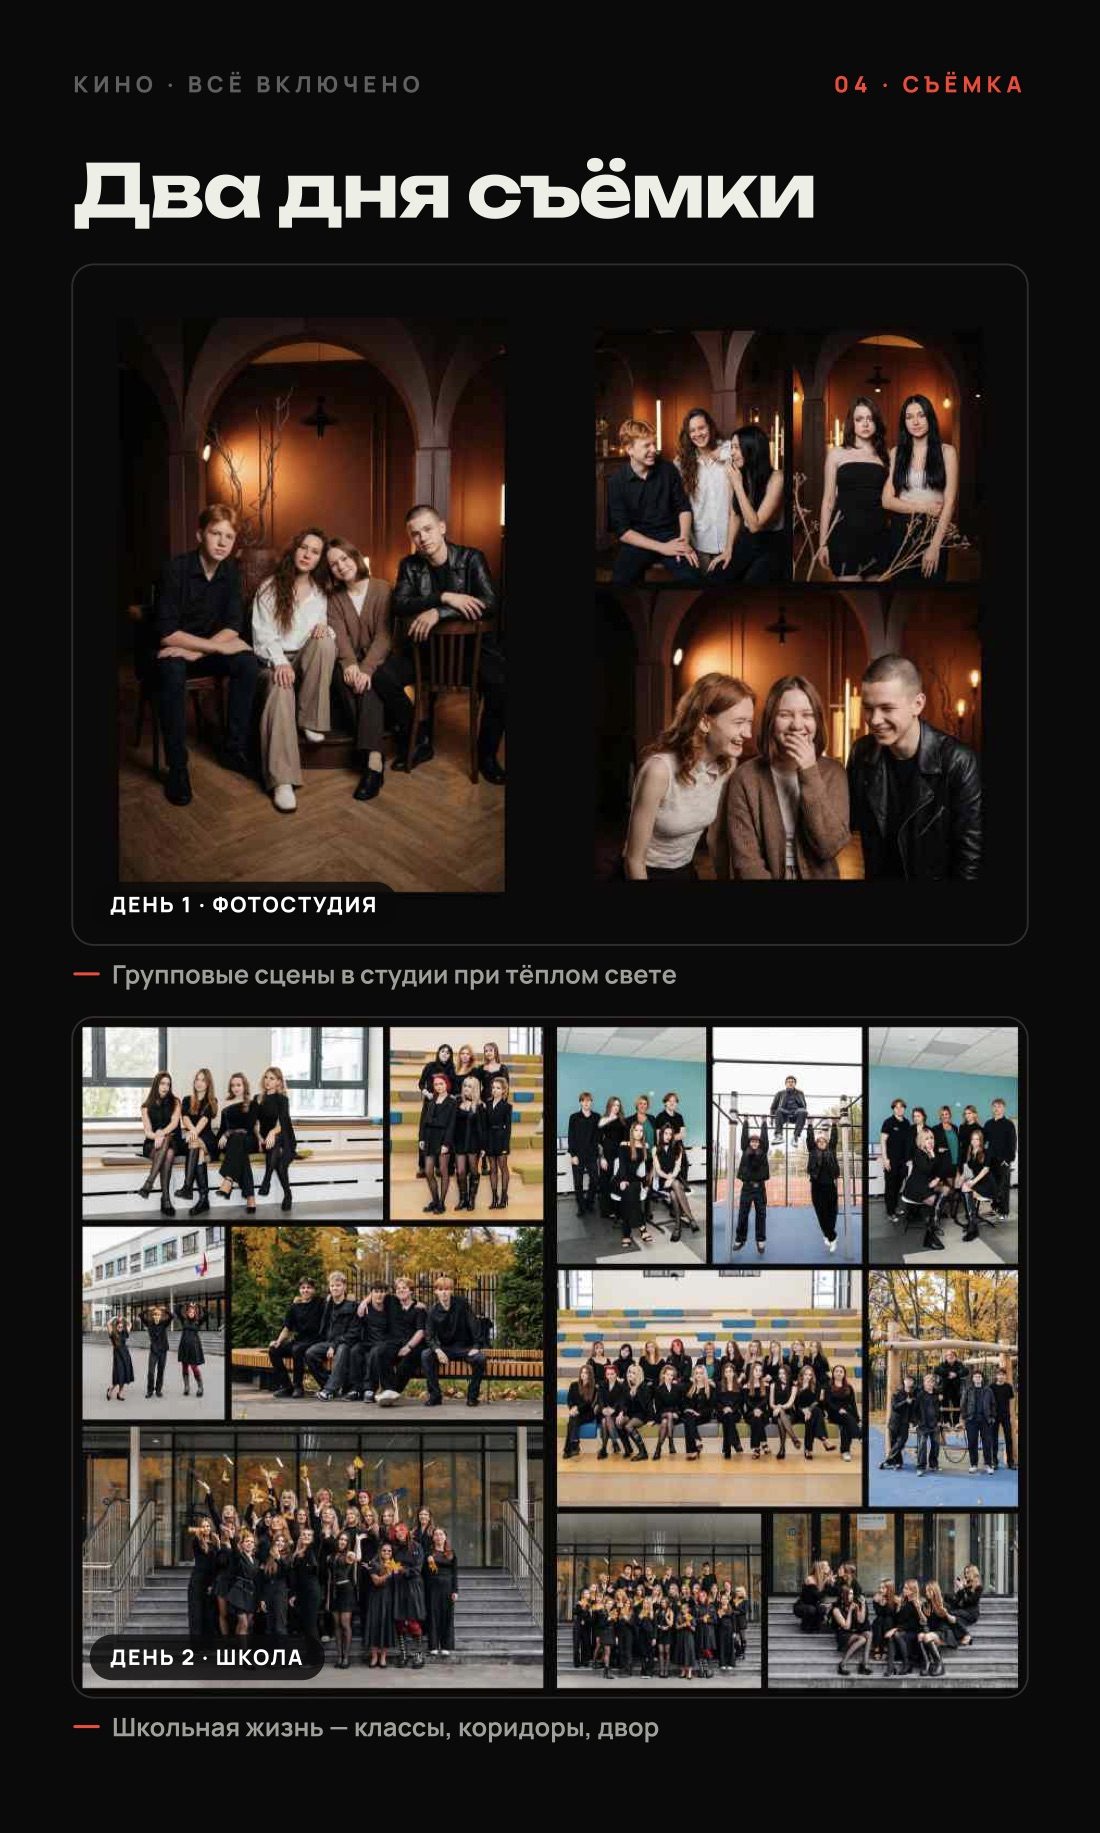 КИНО · ВСЁ ВКЛЮЧЕНО
04 · СЪЁМКА
Два дня съёмки
ДЕНЬ 1 · ФОТОСТУДИЯ
— Групповые сцены в студии при тёплом свете
ДЕНЬ 2 · ШКОЛА
— Школьная жизнь — классы, коридоры, двор